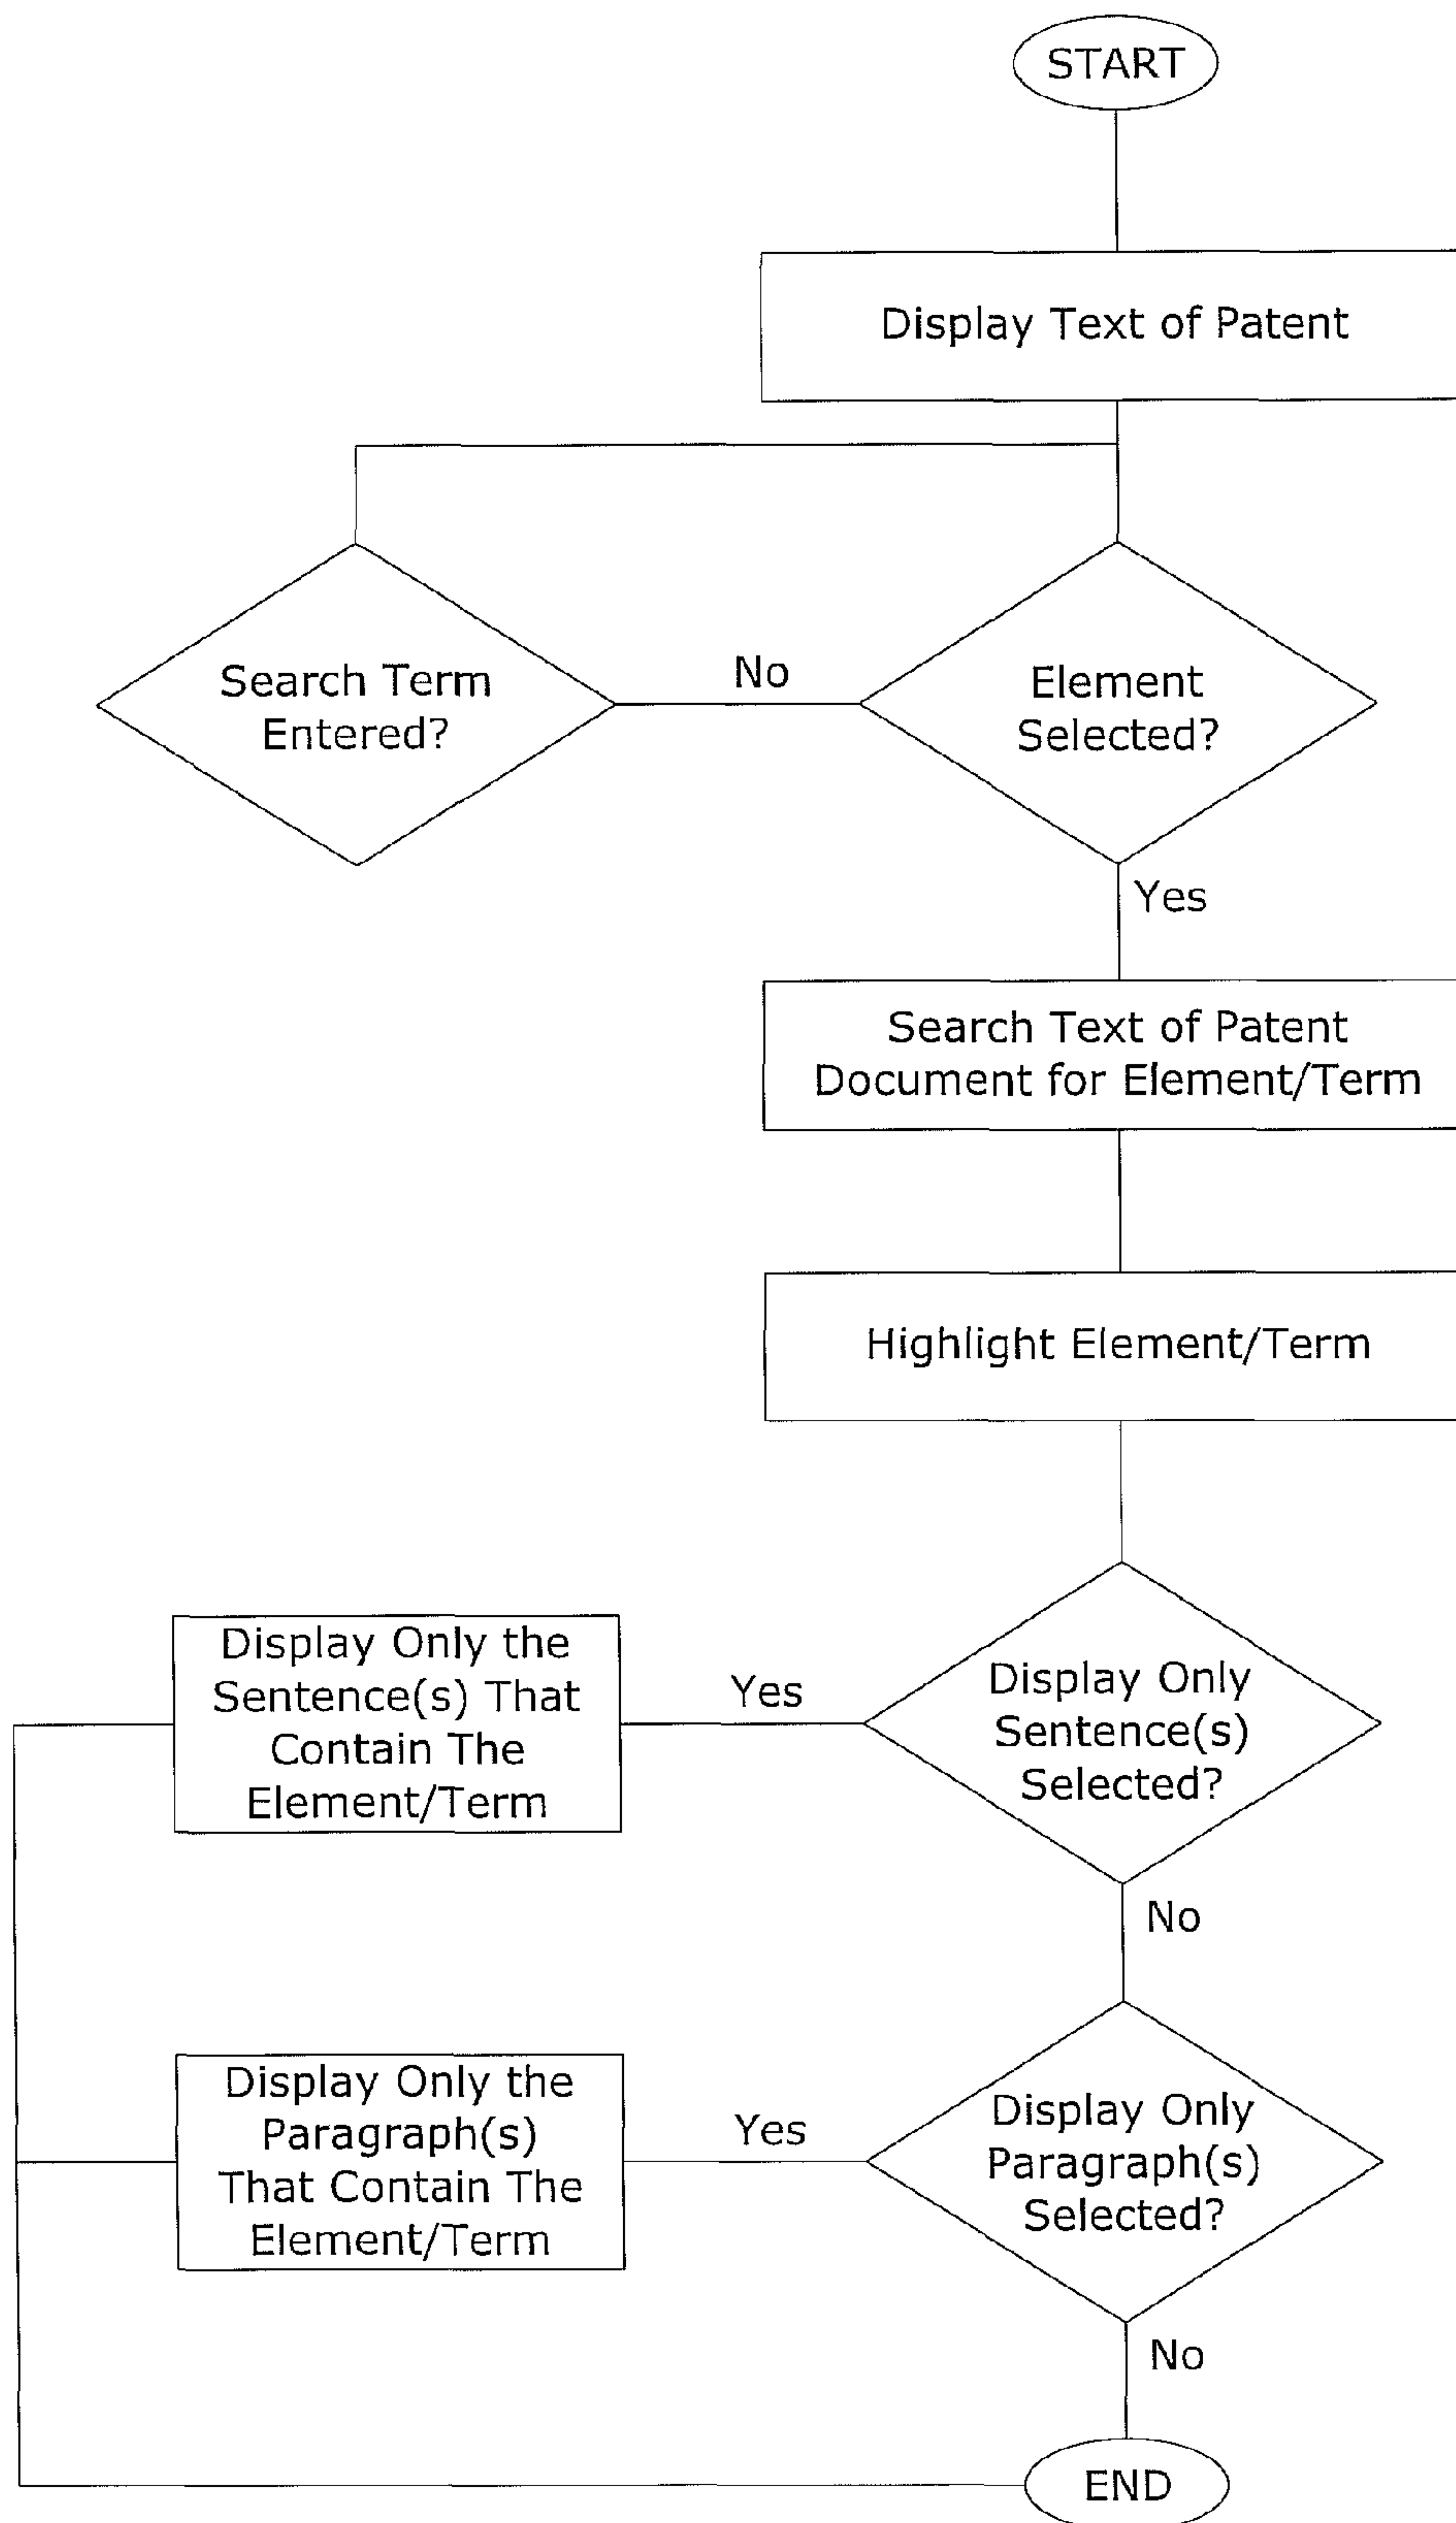 START
Display Text of Patent
Search Term
Entered?
No
Element
Selected?
Yes
Search Text of Patent
Document for Element/Term
Highlight Element/Term
Display Only the
Sentence(s) That
Contain The
Element/Term
Yes
Display Only
Sentence(s)
Selected?
No
Display Only the
Paragraph(s)
That Contain The
Element/Term
Yes
Display Only
Paragraph(s)
Selected?
No
END